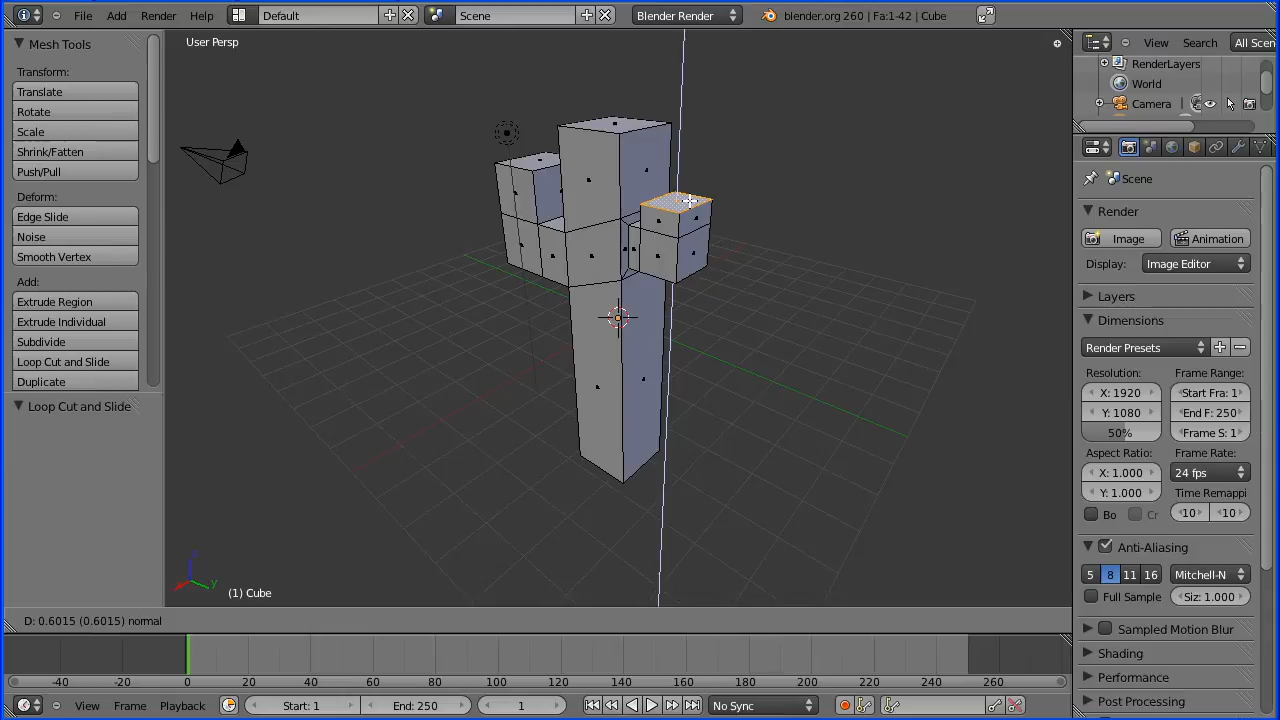 File Add Render Help Default Scene Blender Render blender.org 260 | Fa:1-42 | Cube
Mesh Tools
Transform:
Translate
Rotate
Scale
Shrink/Fatten
Push/Pull
Deform:
Edge Slide
Noise
Smooth Vertex
Add:
Extrude Region
Extrude Individual
Subdivide
Loop Cut and Slide
Duplicate
Loop Cut and Slide
User Persp
z
y
(1) Cube
D: 0.6015 (0.6015) normal
View Search All Scen
RenderLayers
World
Camera
Scene
Render
Image Animation
Display: Image Editor
Layers
Dimensions
Render Presets
Resolution: Frame Range:
X: 1920 Start Fra: 1
Y: 1080 End F: 250
50% Frame S: 1
Aspect Ratio: Frame Rate:
X: 1.000 24 fps
Y: 1.000 Time Remappi
Bo Cr 10 10
Anti-Aliasing
5 8 11 16 Mitchell-N
Full Sample Siz: 1.000
Sampled Motion Blur
Shading
Performance
Post Processing
-40 -20 0 20 40 60 80 100 120 140 160 180 200 220 240 260
View Frame Playback Start: 1 nd: 250 1 No Sync